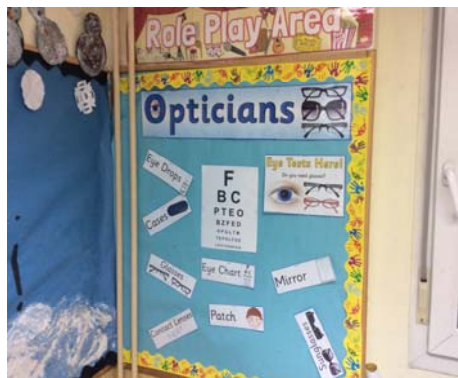 Role Play Area
Opticians
Eye Drops
Eye Tests Here!
Do you need glasses?
F
B C
P T E O
Cases
Glasses
Eye Chart
Mirror
Contact Lenses
Patch
Sunglasses